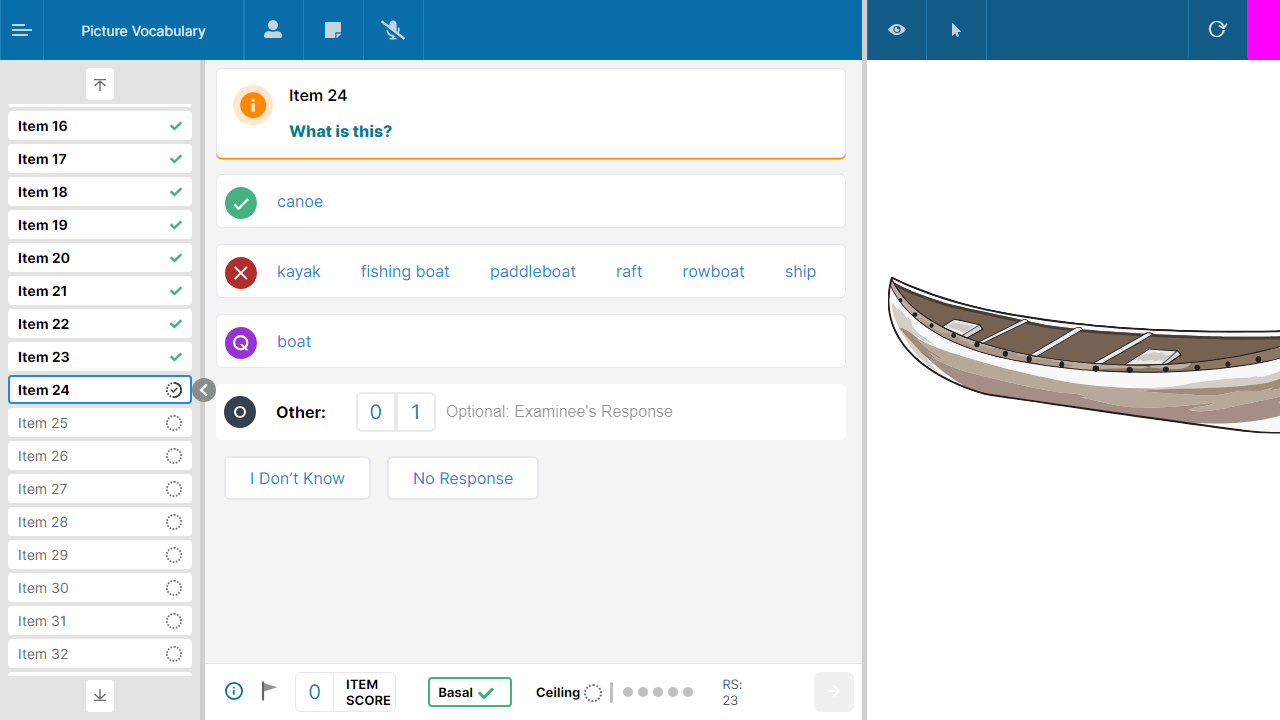 Picture Vocabulary
Item 16
Item 17
Item 18
Item 19
Item 20
Item 21
Item 22
Item 23
Item 24
Item 25
Item 26
Item 27
Item 28
Item 29
Item 30
Item 31
Item 32
Item 24
What is this?
canoe
kayak fishing boat paddleboat raft rowboat ship
Q boat
O Other: 0 1 Optional: Examinee's Response
I Don’t Know No Response
0 ITEM SCORE Basal Ceiling RS: 23